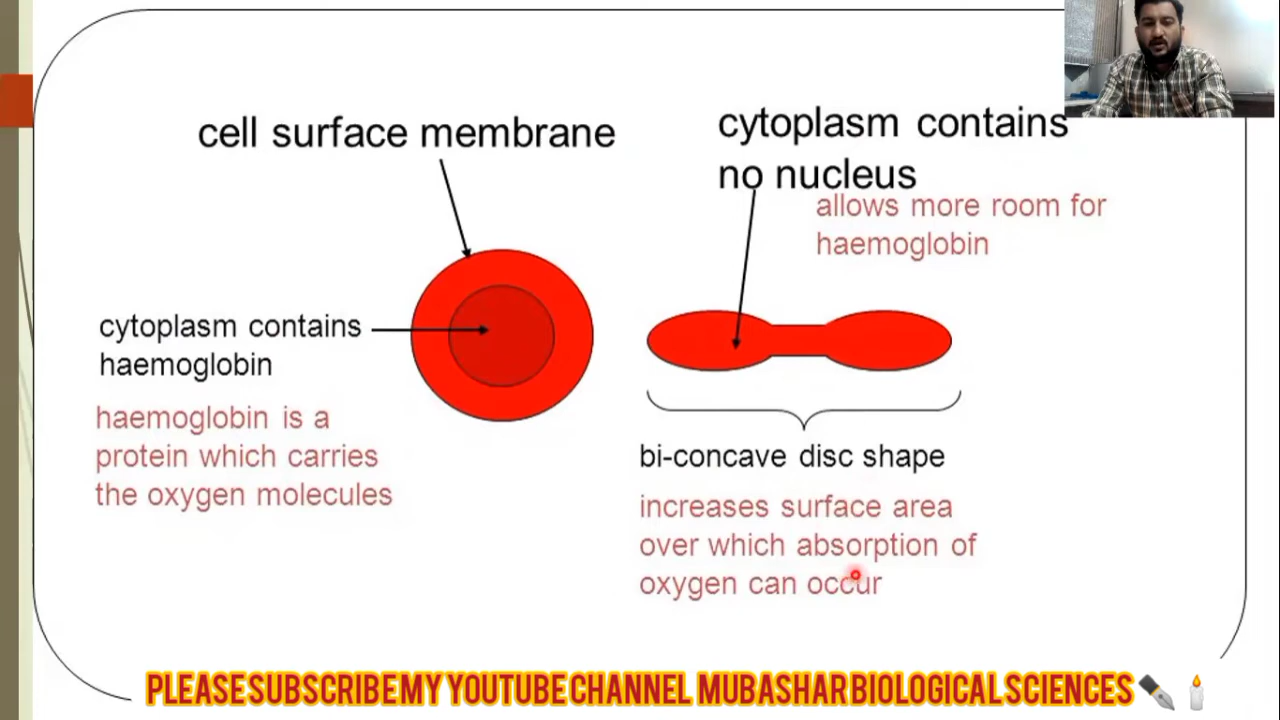 cell surface membrane
cytoplasm contains
no nucleus
allows more room for
haemoglobin
cytoplasm contains
haemoglobin
haemoglobin is a
protein which carries
the oxygen molecules
bi-concave disc shape
increases surface area
over which absorption of
oxygen can occur
PLEASE SUBSCRIBE MY YOUTUBE CHANNEL MUBASHAR BIOLOGICAL SCIENCES